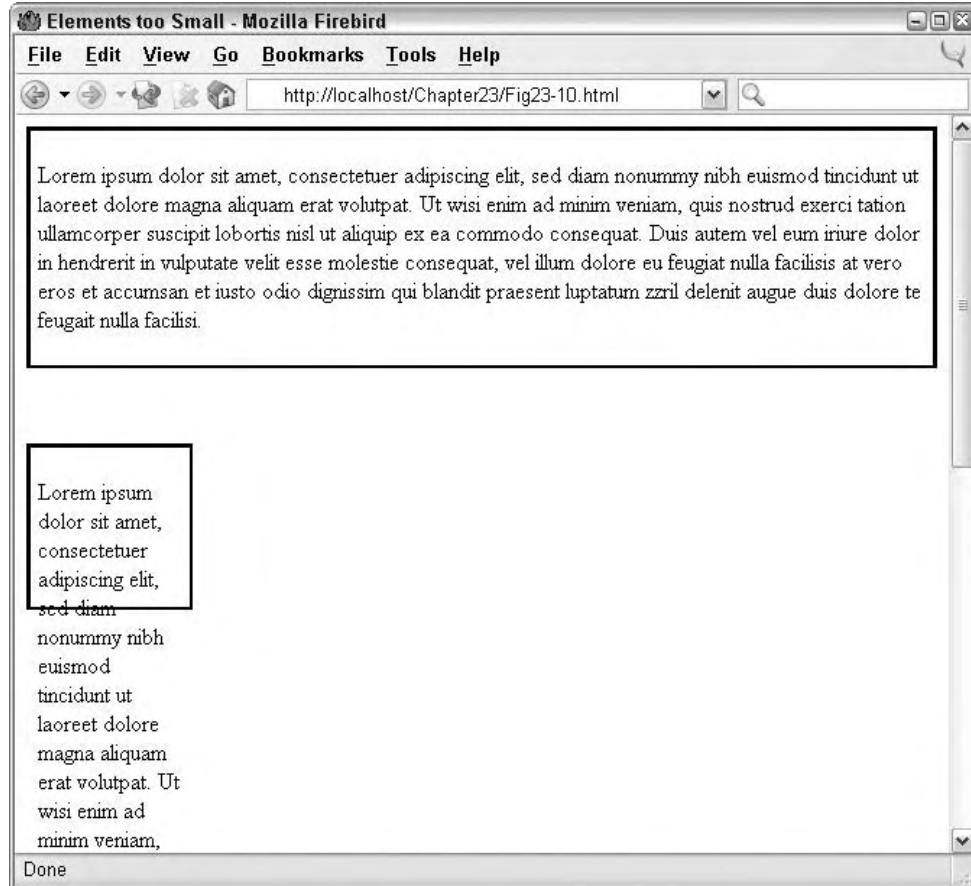 Elements too Small - Mozilla Firebird
File Edit View Go Bookmarks Tools Help
http://localhost/Chapter23/Fig23-10.html
Lorem ipsum dolor sit amet, consectetuer adipiscing elit, sed diam nonummy nibh euismod tincidunt ut
laoreet dolore magna aliquam erat volutpat. Ut wisi enim ad minim veniam, quis nostrud exerci tation
ullamcorper suscipit lobortis nisl ut aliquip ex ea commodo consequat. Duis autem vel eum iriure dolor
in hendrerit in vulputate velit esse molestie consequat, vel illum dolore eu feugiat nulla facilisis at vero
eros et accumsan et iusto odio dignissim qui blandit praesent luptatum zzril delenit augue duis dolore te
feugait nulla facilisi.
Lorem ipsum
dolor sit amet,
consectetuer
adipiscing elit,
sed diam
nonummy nibh
euismod
tincidunt ut
laoreet dolore
magna aliquam
erat volutpat. Ut
wisi enim ad
minim veniam,
Done